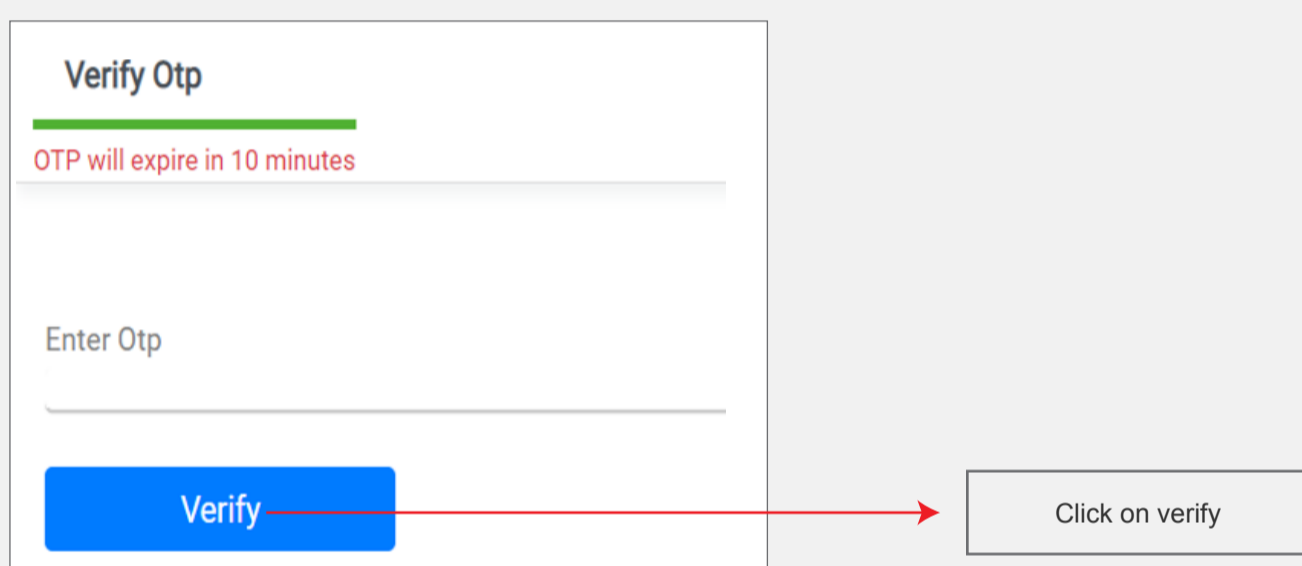 Verify Otp
OTP will expire in 10 minutes
Enter Otp
Verify
Click on verify